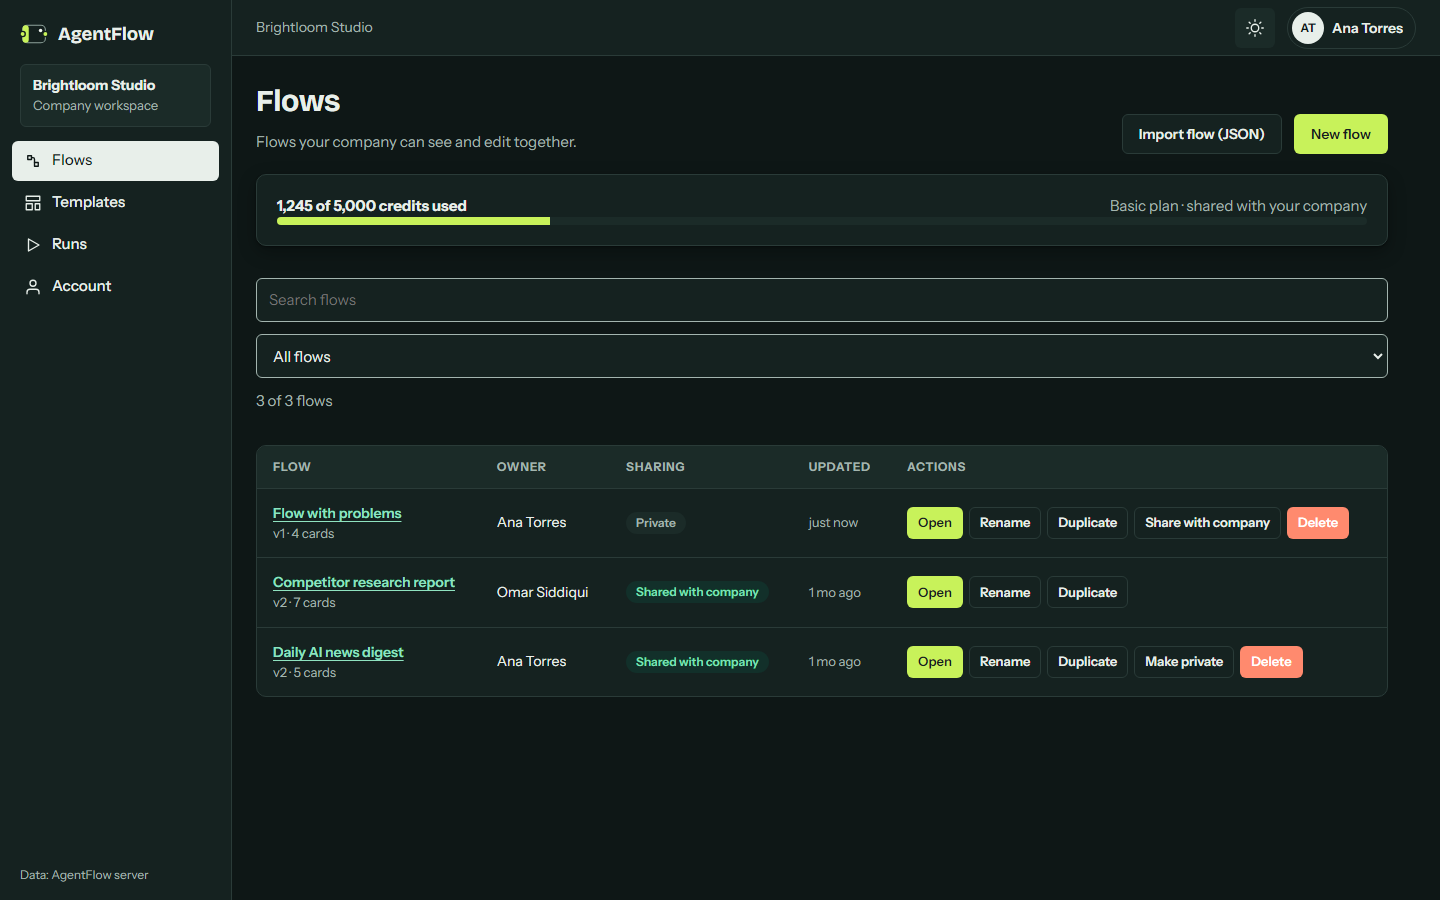 AgentFlow
Brightloom Studio
Company workspace
Flows
Templates
Runs
Account
Data: AgentFlow server
Brightloom Studio
AT Ana Torres
Flows
Flows your company can see and edit together.
Import flow (JSON) New flow
1,245 of 5,000 credits used Basic plan · shared with your company
Search flows
All flows
3 of 3 flows
FLOW OWNER SHARING UPDATED ACTIONS
Flow with problems
v1 · 4 cards
Ana Torres Private just now Open Rename Duplicate Share with company Delete
Competitor research report
v2 · 7 cards
Omar Siddiqui Shared with company 1 mo ago Open Rename Duplicate
Daily AI news digest
v2 · 5 cards
Ana Torres Shared with company 1 mo ago Open Rename Duplicate Make private Delete